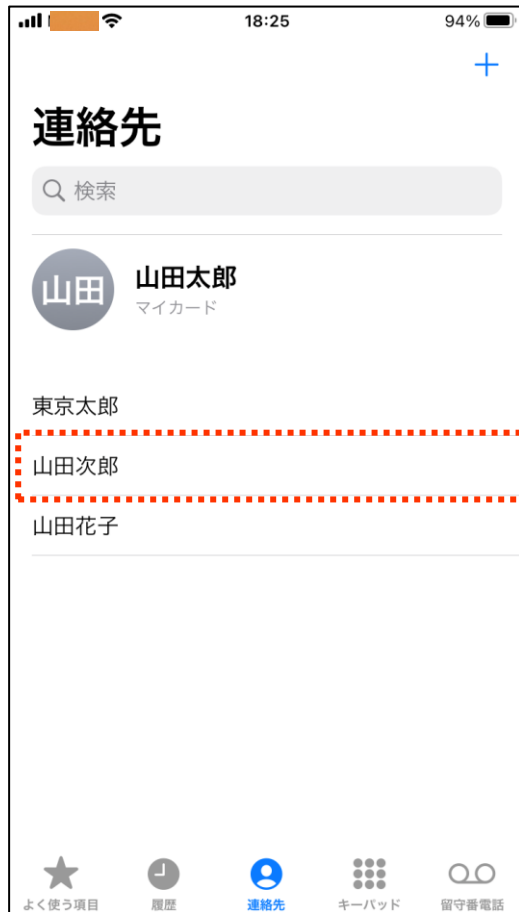 18:25 94%
連絡先
検索
山田 山田太郎
マイカード
東京太郎
山田次郎
山田花子
よく使う項目 履歴 連絡先 キーパッド 留守番電話